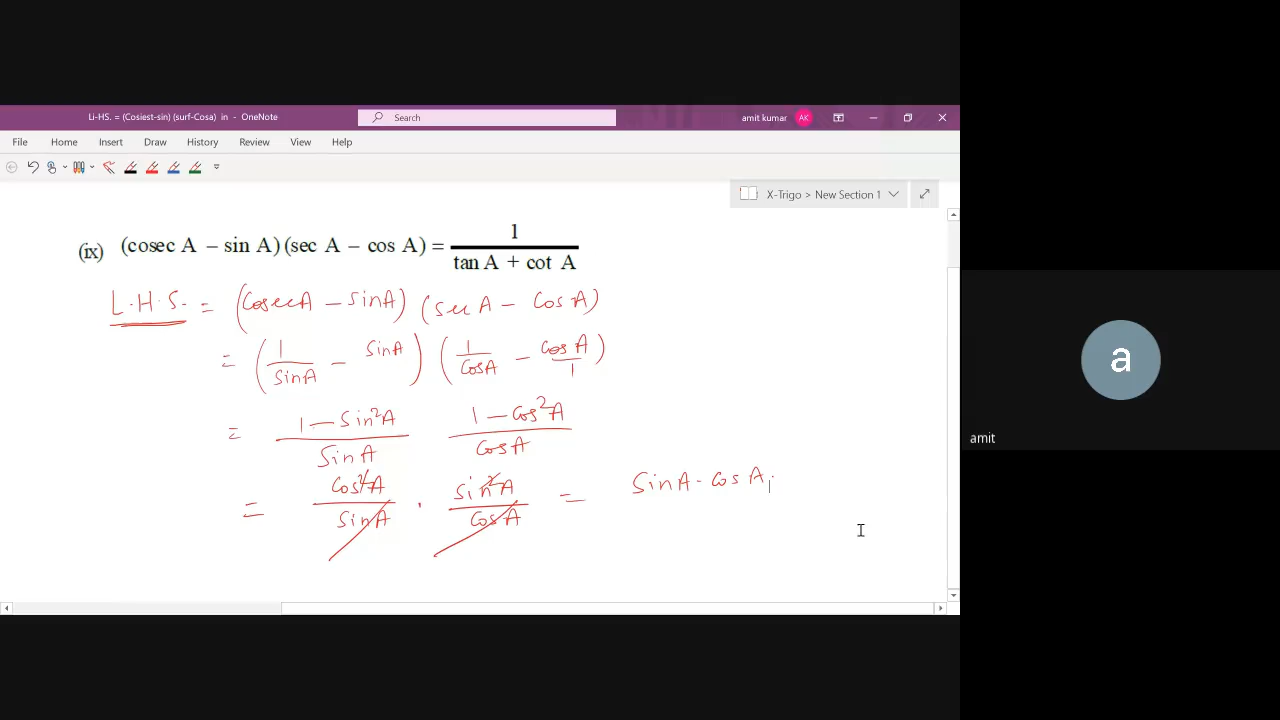 Li-HS. = (Cosiest-sin) (surf-Cosa) in - OneNote
Search
amit kumar AK
File Home Insert Draw History Review View Help
X-Trigo > New Section 1
(ix) (cosec A − sin A)(sec A − cos A) = 1/(tan A + cot A)
L.H.S. = (CosecA − SinA) (SecA − CosA)
= (1/SinA − SinA) (1/CosA − CosA/1)
= (1 − Sin²A)/SinA (1 − Cos²A)/CosA
= Cos²A/SinA · Sin²A/CosA = SinA · CosA
a
amit